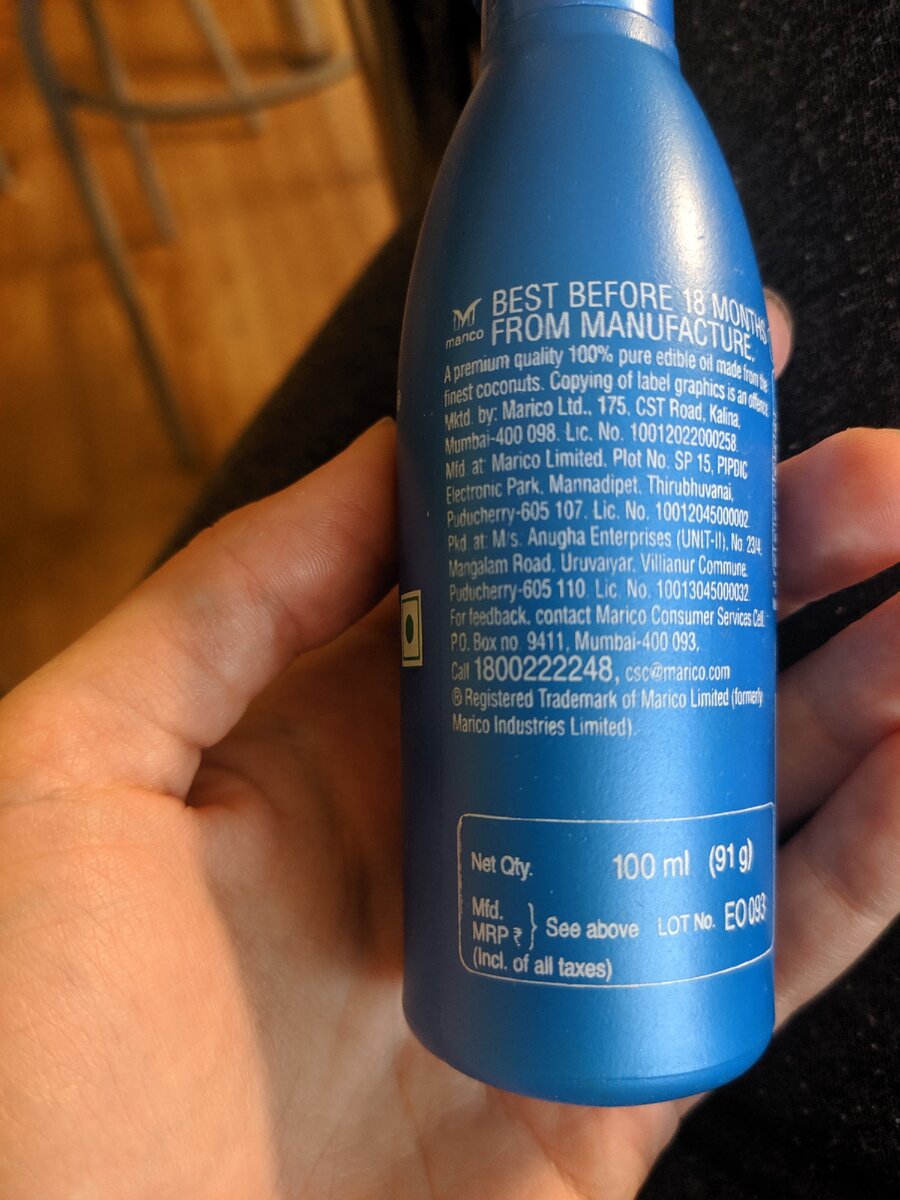 marico
BEST BEFORE 18 MONTHS
FROM MANUFACTURE.
A premium quality 100% pure edible oil made from the
finest coconuts. Copying of label graphics is an offence.
Mktd. by: Marico Ltd., 175, CST Road, Kalina,
Mumbai-400 098. Lic. No. 10012022000258.
Mfd. at: Marico Limited, Plot No. SP 15, PIPDIC
Electronic Park, Mannadipet, Thirubhuvanai,
Puducherry-605 107. Lic. No. 10012045000002.
Pkd. at: M/s. Anugha Enterprises (UNIT-II), No. 23/4,
Mangalam Road, Uruvaiyar, Villianur Commune,
Puducherry-605 110. Lic. No. 10013045000032.
For feedback, contact Marico Consumer Services Cell,
P.O. Box no. 9411, Mumbai-400 093.
Call 1800222248, csc@marico.com
® Registered Trademark of Marico Limited (formerly
Marico Industries Limited).
Net Qty. 100 ml (91 g)
Mfd.
MRP ₹ } See above LOT No. EO 093
(Incl. of all taxes)